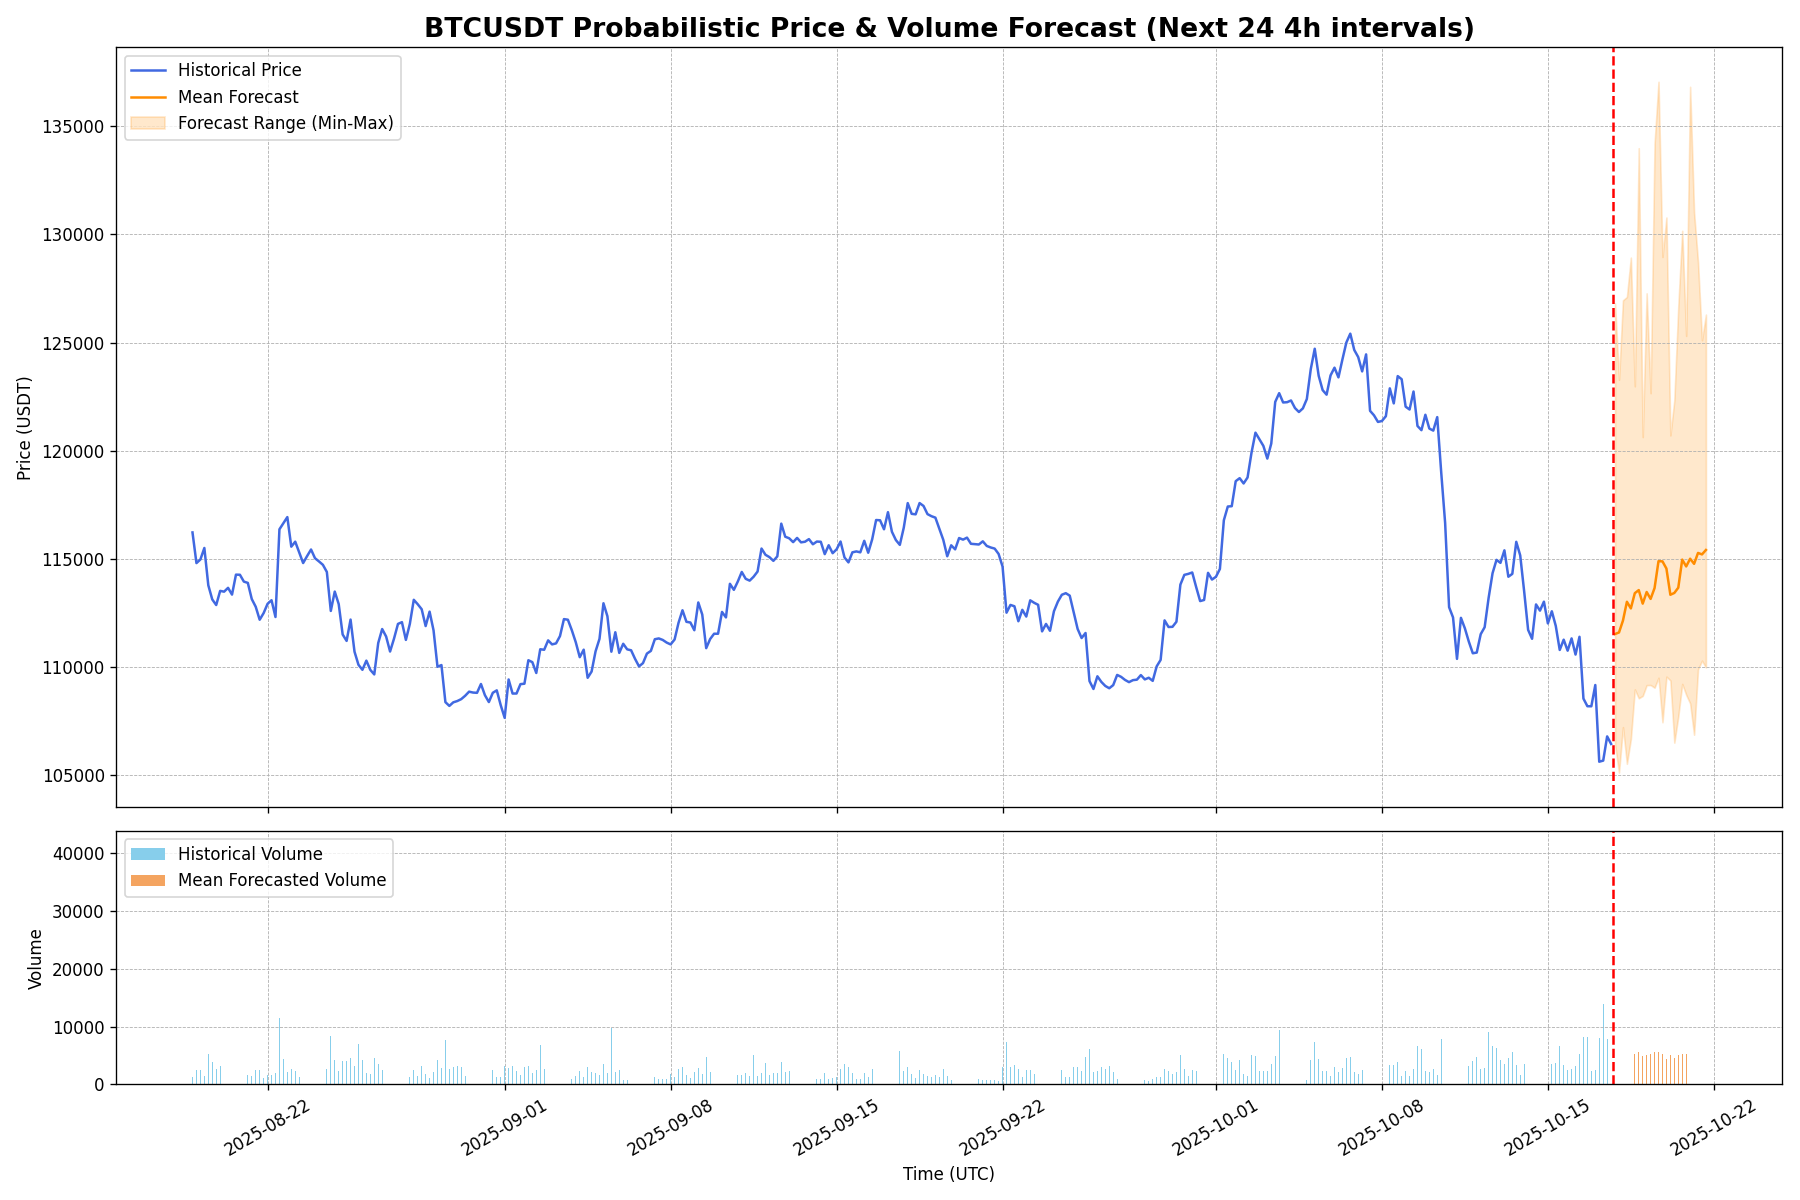 BTCUSDT Probabilistic Price & Volume Forecast (Next 24 4h intervals)
Historical Price
Mean Forecast
Forecast Range (Min-Max)
135000
130000
125000
120000
115000
110000
105000
Price (USDT)
Historical Volume
Mean Forecasted Volume
40000
30000
20000
10000
0
Volume
2025-08-22
2025-09-01
2025-09-08
2025-09-15
2025-09-22
2025-10-01
2025-10-08
2025-10-15
2025-10-22
Time (UTC)